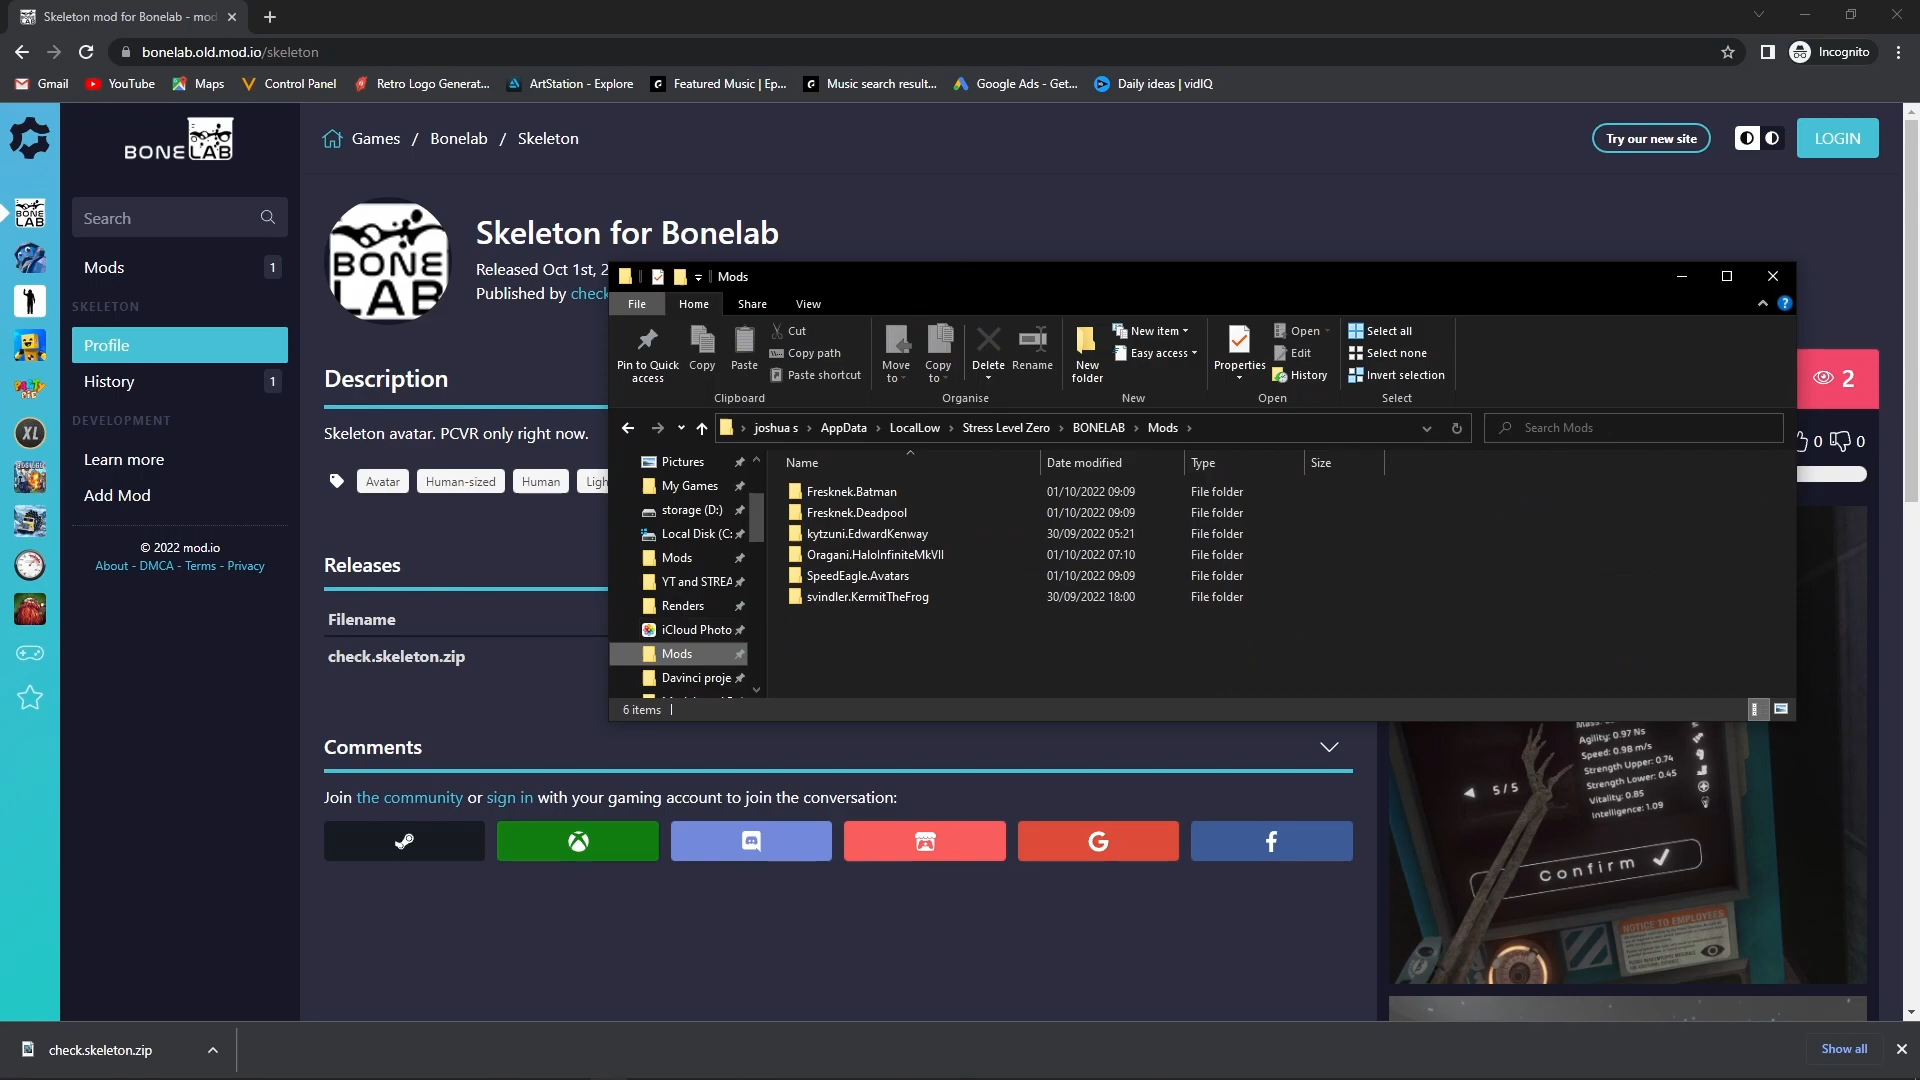 Skeleton mod for Bonelab - mod
bonelab.old.mod.io/skeleton
Incognito
Gmail
YouTube
Maps
Control Panel
Retro Logo Generat...
ArtStation - Explore
Featured Music | Ep...
Music search result...
Google Ads - Get...
Daily ideas | vidIQ
BONELAB
Games / Bonelab / Skeleton
Try our new site
LOGIN
Search
Mods 1
SKELETON
Profile
History 1
DEVELOPMENT
Learn more
Add Mod
© 2022 mod.io
About - DMCA - Terms - Privacy
BONE
LAB
BONE
LAB
XL
Skeleton for Bonelab
Released Oct 1st, 2
Published by check
Description
Skeleton avatar. PCVR only right now.
Avatar
Human-sized
Human
Ligh
Releases
Filename
check.skeleton.zip
2
0
0
Mods
File
Home
Share
View
Pin to Quick
access
Copy
Paste
Cut
Copy path
Paste shortcut
Clipboard
Move
to
Copy
to
Delete
Rename
Organise
New
folder
New item
Easy access
New
Properties
Open
Edit
History
Open
Select all
Select none
Invert selection
Select
joshua s
AppData
LocalLow
Stress Level Zero
BONELAB
Mods
Search Mods
Pictures
My Games
storage (D:)
Local Disk (C:
Mods
YT and STREA
Renders
iCloud Photo
Mods
Davinci proje
Name Date modified Type Size
Fresknek.Batman 01/10/2022 09:09 File folder
Fresknek.Deadpool 01/10/2022 09:09 File folder
kytzuni.EdwardKenway 30/09/2022 05:21 File folder
Oragani.HaloInfiniteMkVII 01/10/2022 07:10 File folder
SpeedEagle.Avatars 01/10/2022 09:09 File folder
svindler.KermitTheFrog 30/09/2022 18:00 File folder
6 items
Comments
Join the community or sign in with your gaming account to join the conversation:
Agility: 0.97 Ns
Speed: 0.98 m/s
Strength Upper: 0.74
Strength Lower: 0.45
Vitality: 0.85
Intelligence: 1.09
5/5
Confirm
NOTICE TO EMPLOYEES
check.skeleton.zip
Show all